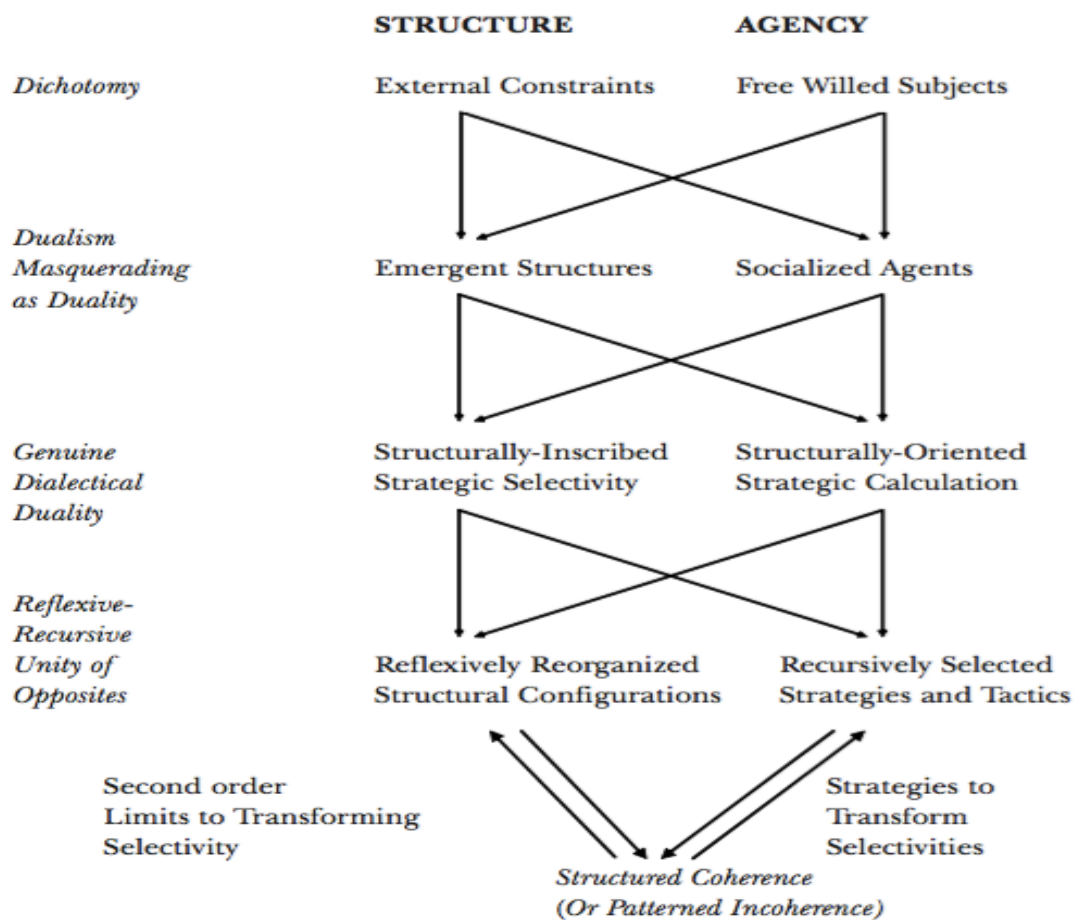 STRUCTURE AGENCY
Dichotomy External Constraints Free Willed Subjects
Dualism
Masquerading Emergent Structures Socialized Agents
as Duality
Genuine Structurally-Inscribed Structurally-Oriented
Dialectical Strategic Selectivity Strategic Calculation
Duality
Reflexive-
Recursive
Unity of Reflexively Reorganized Recursively Selected
Opposites Structural Configurations Strategies and Tactics
Second order Strategies to
Limits to Transforming Transform
Selectivity Selectivities
Structured Coherence
(Or Patterned Incoherence)